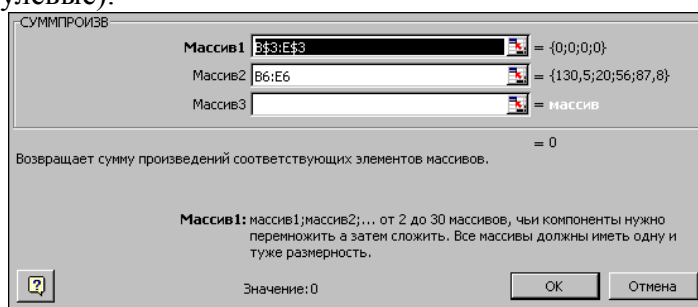 улевые).
СУММПРОИЗВ
Массив1 B$3:E$3 = {0;0;0;0}
Массив2 B6:E6 = {130,5;20;56;87,8}
Массив3 = массив
= 0
Возвращает сумму произведений соответствующих элементов массивов.
Массив1: массив1;массив2;... от 2 до 30 массивов, чьи компоненты нужно
перемножить а затем сложить. Все массивы должны иметь одну и
туже размерность.
Значение:0 OK Отмена